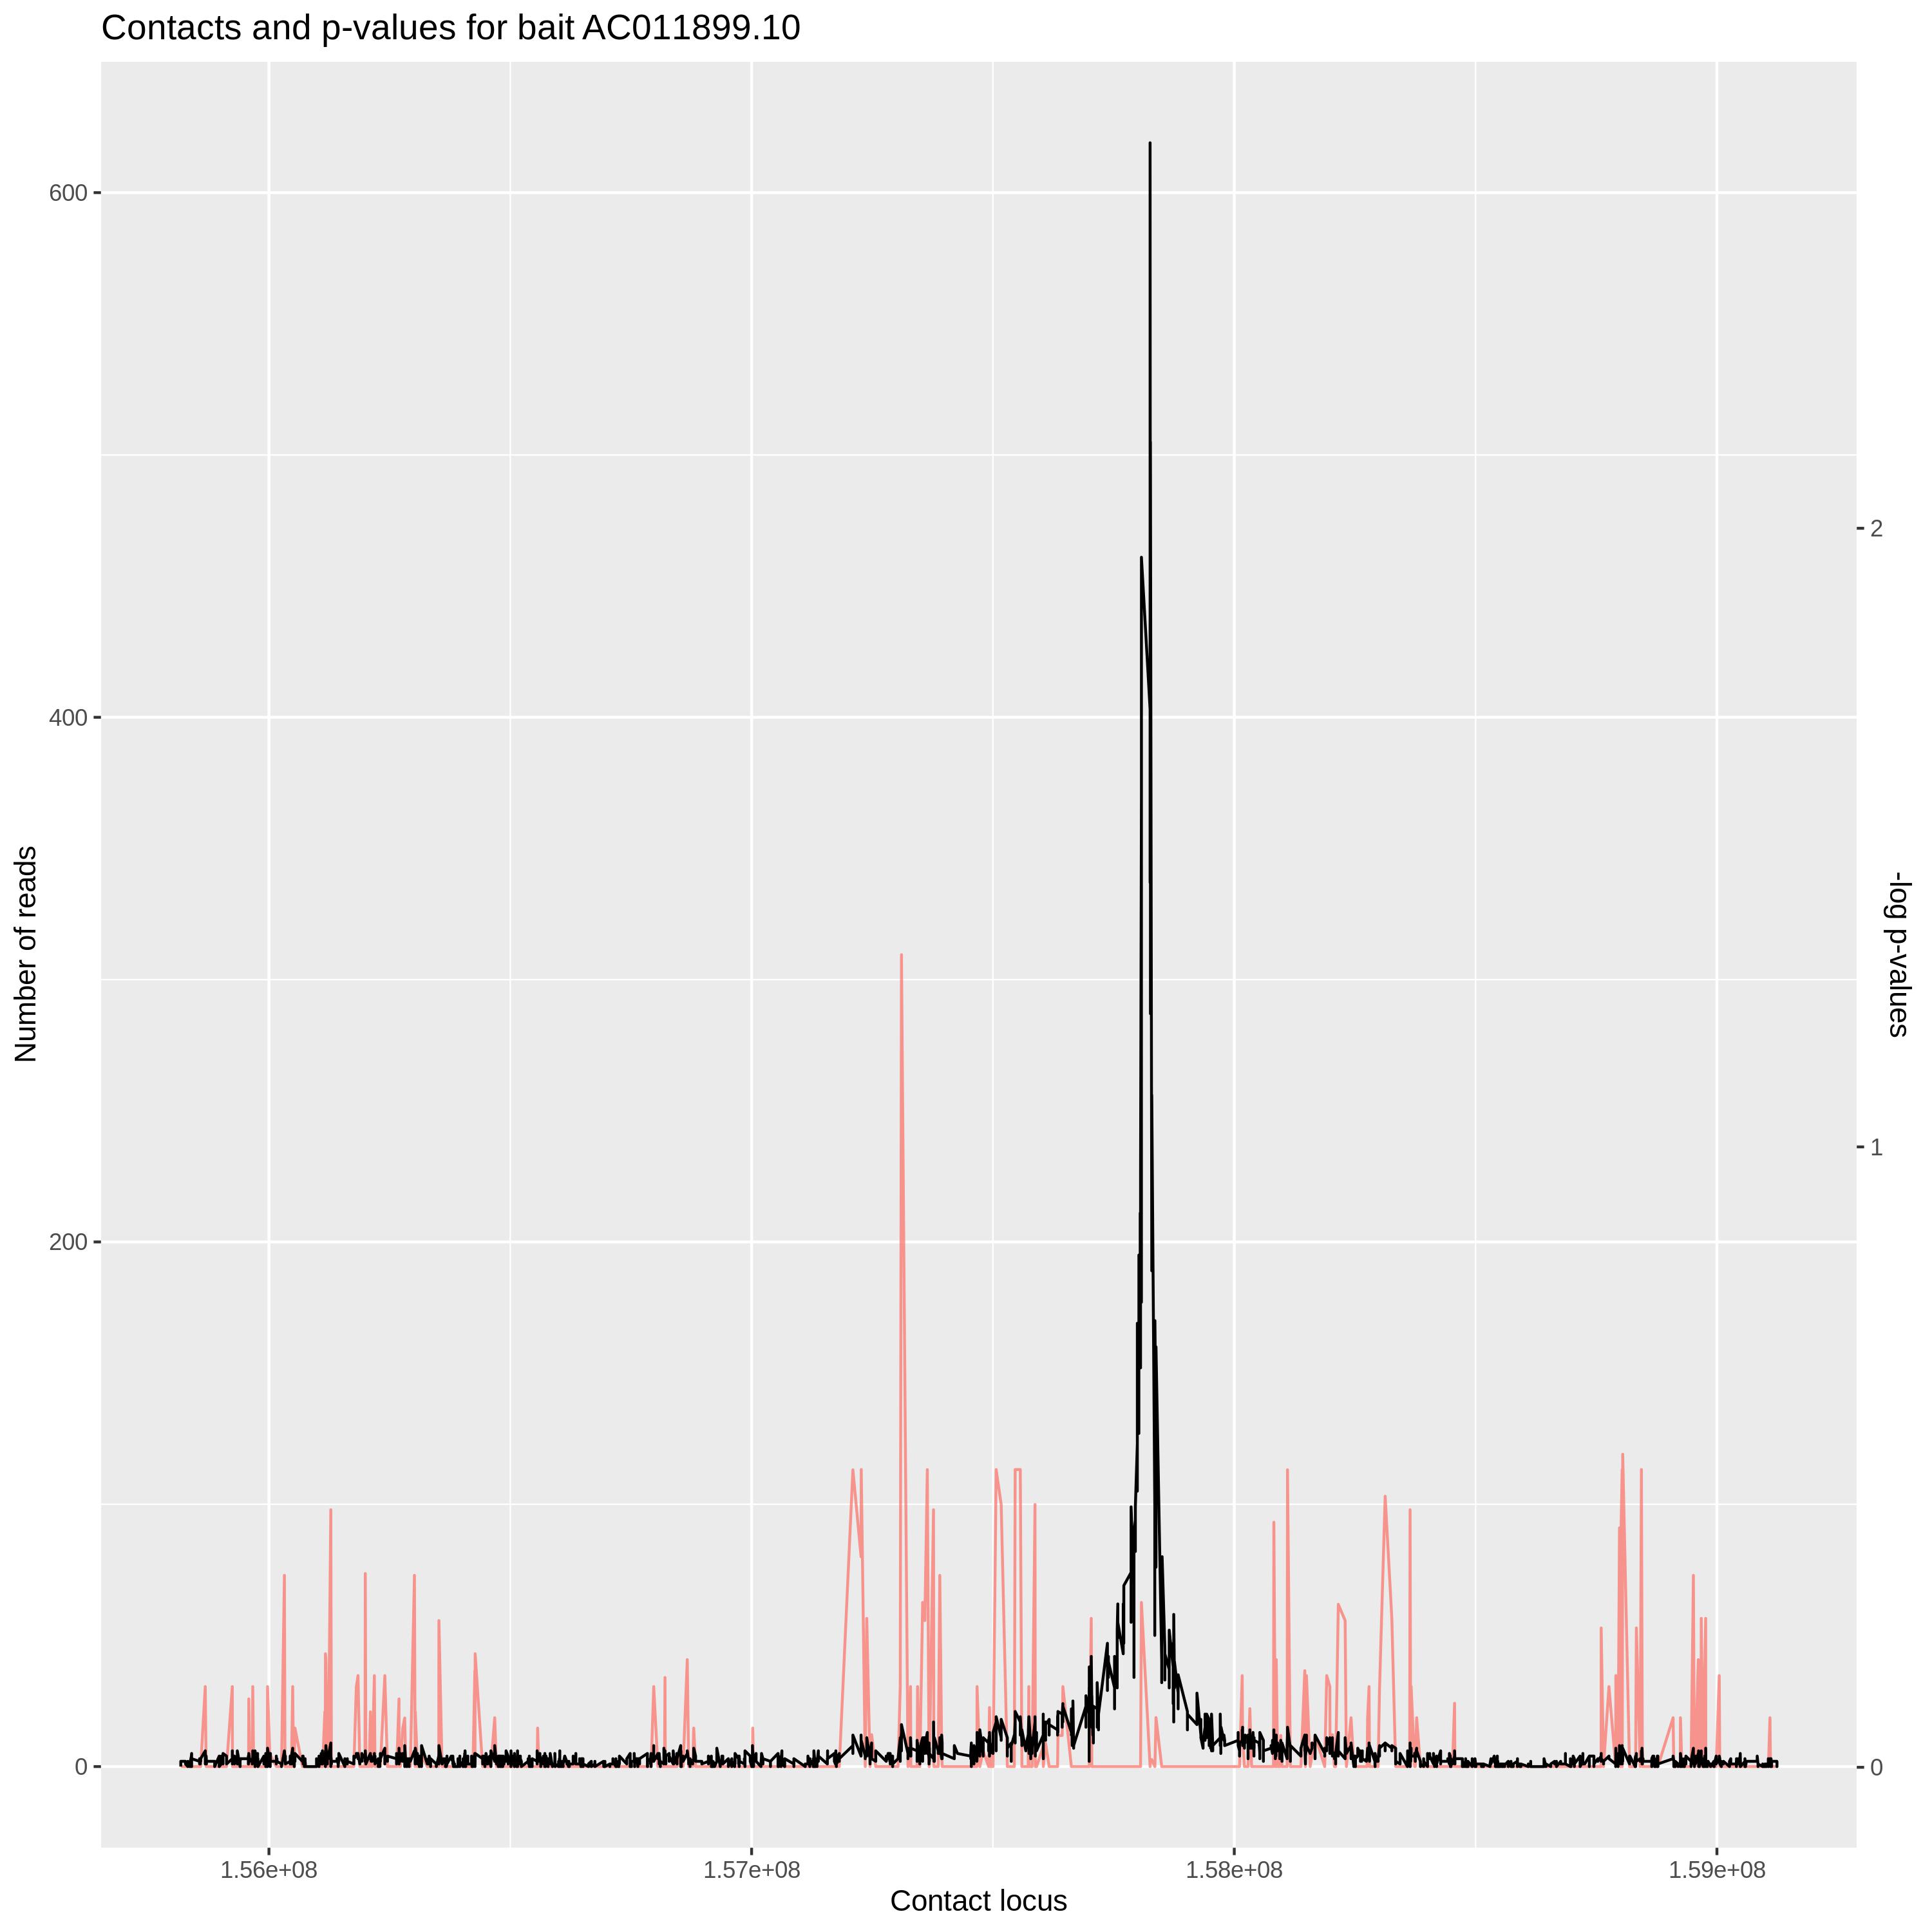 Contacts and p-values for bait AC011899.10
600
400
200
0
Number of reads
2
1
0
-log p-values
1.56e+08 1.57e+08 1.58e+08 1.59e+08
Contact locus